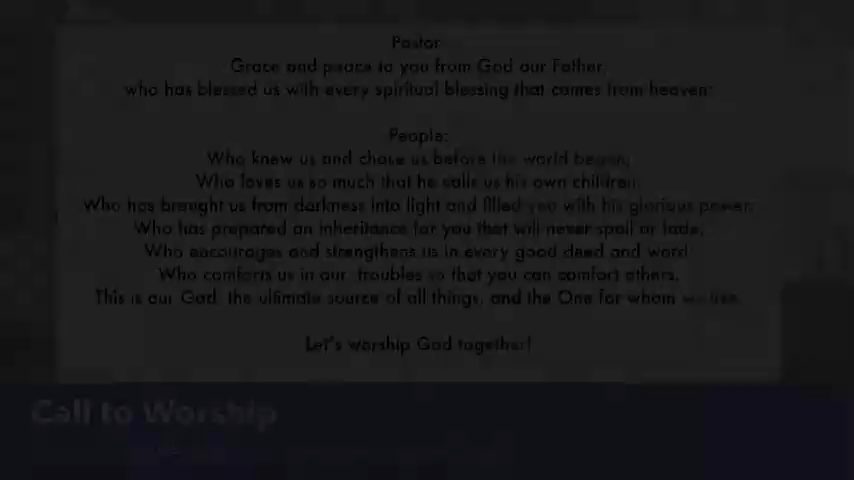 Pastor:
Grace and peace to you from God our Father,
who has blessed us with every spiritual blessing that comes from heaven:
People:
Who knew us and chose us before the world began,
Who loves us so much that he calls us his own children,
Who has brought us from darkness into light and filled you with his glorious power,
Who has prepared an inheritance for you that will never spoil or fade,
Who encourages and strengthens us in every good deed and word
Who comforts us in our troubles so that you can comfort others.
This is our God, the ultimate source of all things, and the One for whom we live.
Let's worship God together!
Call to Worship